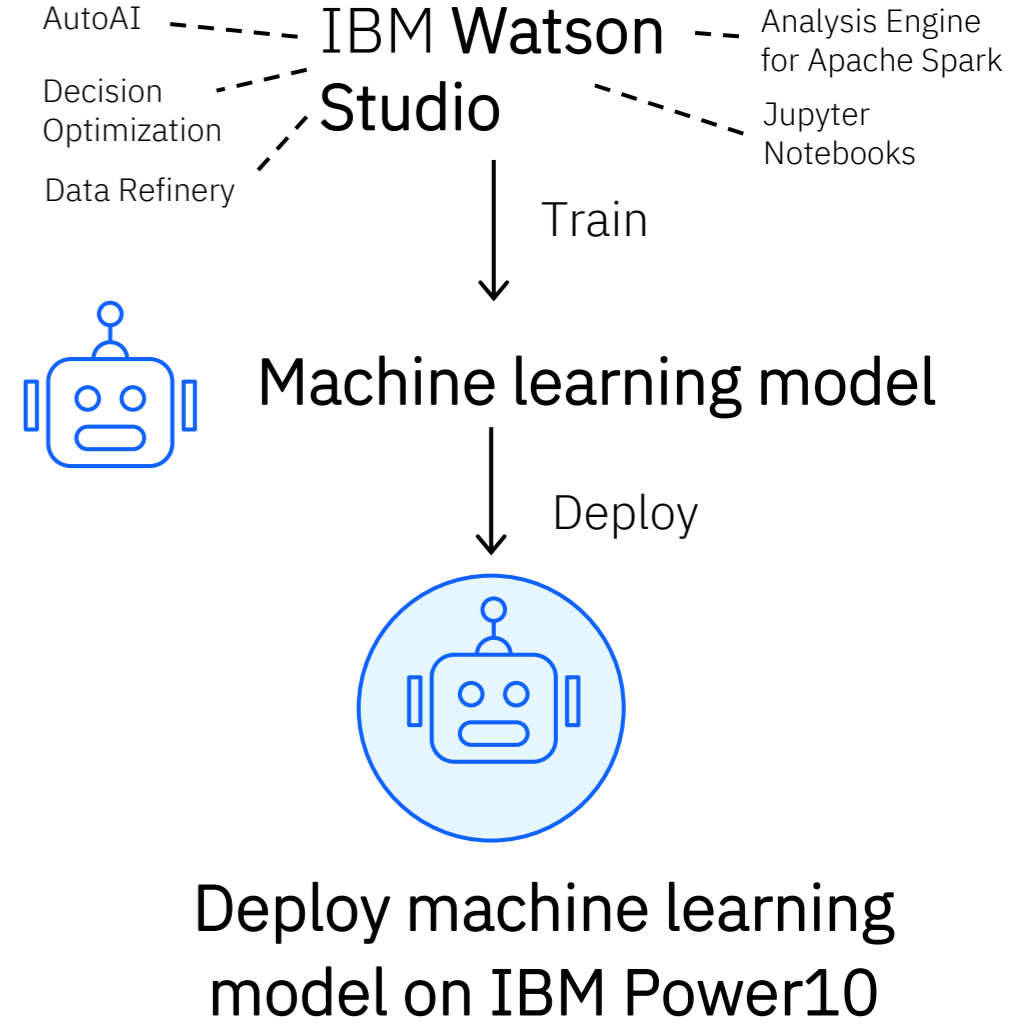 AutoAI
IBM Watson
Studio
Analysis Engine
for Apache Spark
Decision
Optimization
Jupyter
Notebooks
Data Refinery
Train
Machine learning model
Deploy
Deploy machine learning
model on IBM Power10